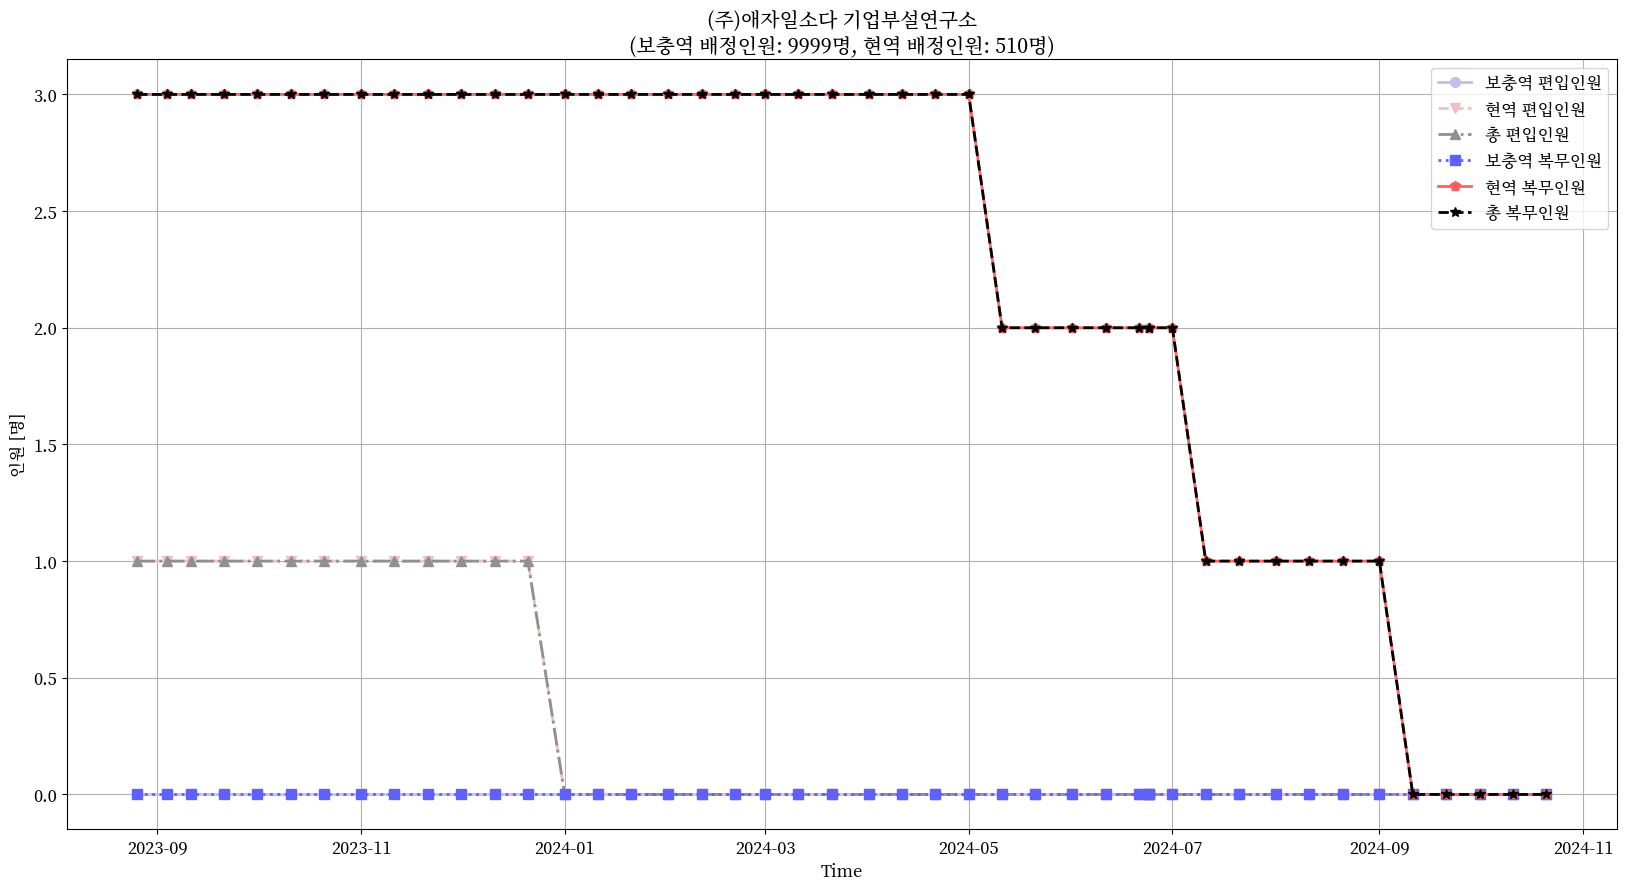 (주)애자일소다 기업부설연구소
(보충역 배정인원: 9999명, 현역 배정인원: 510명)
보충역 편입인원
현역 편입인원
총 편입인원
보충역 복무인원
현역 복무인원
총 복무인원
인원 [명]
3.0
2.5
2.0
1.5
1.0
0.5
0.0
2023-09
2023-11
2024-01
2024-03
2024-05
2024-07
2024-09
2024-11
Time